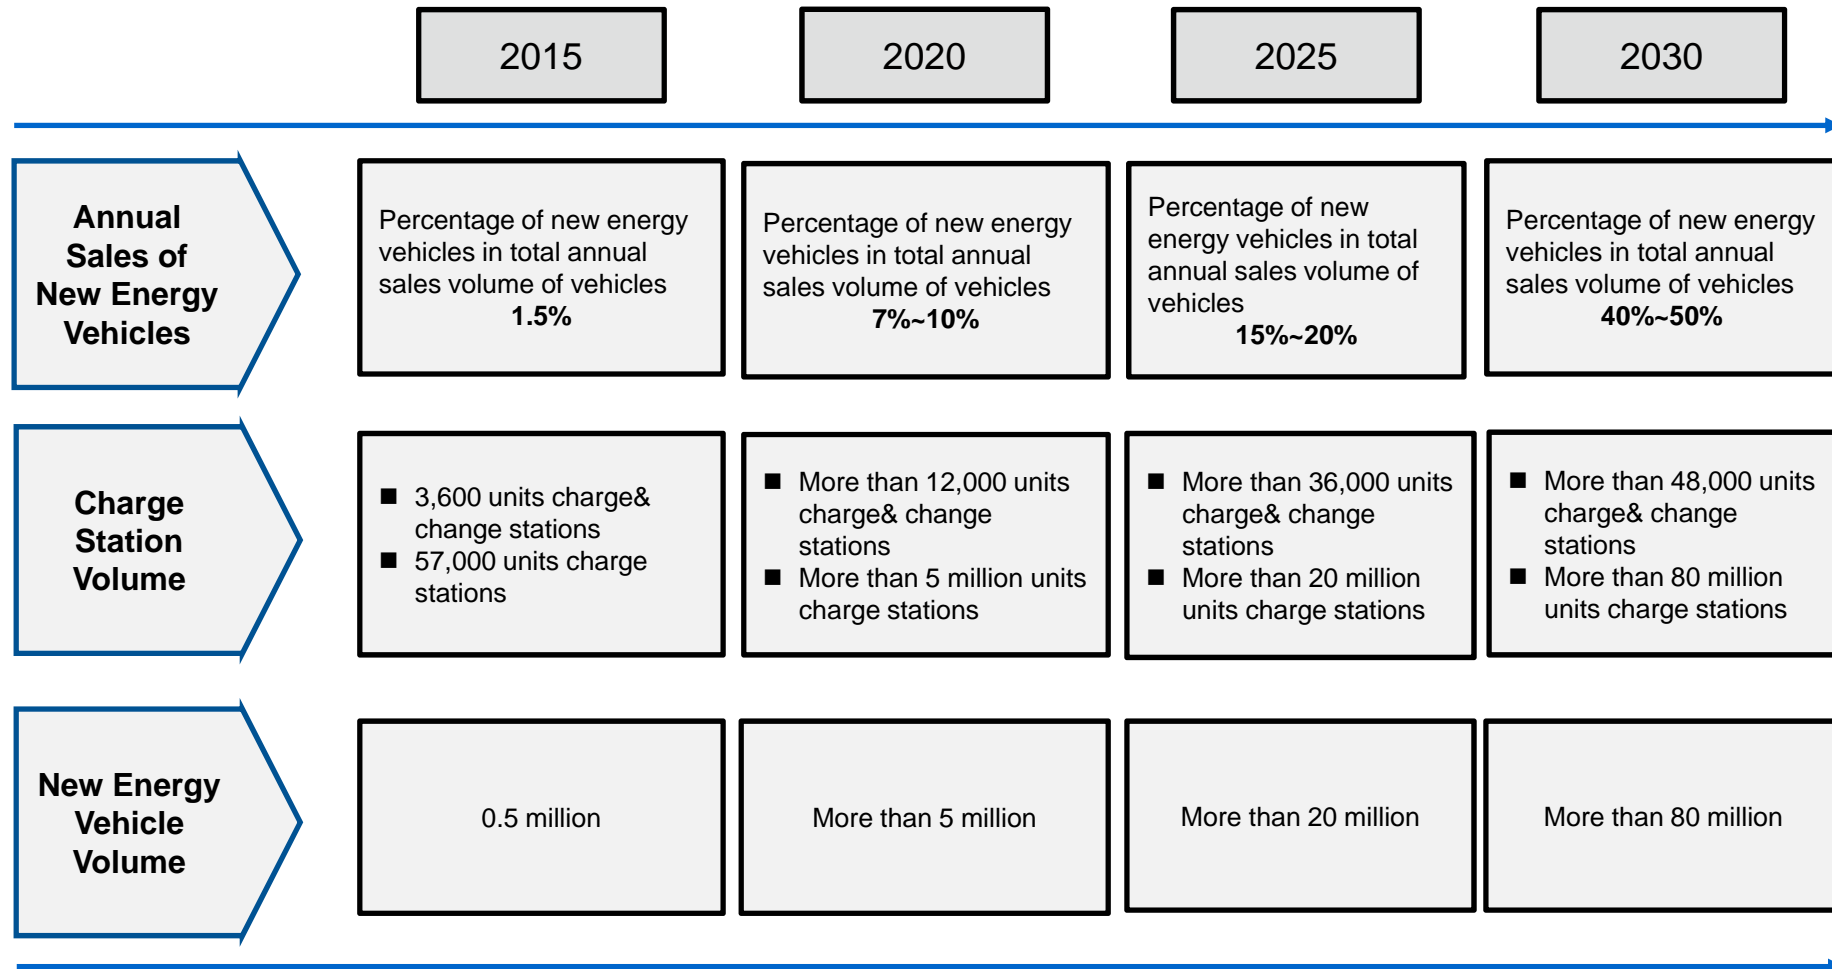 2015
2020
2025
2030
Annual
Sales of
New Energy
Vehicles
Percentage of new energy
vehicles in total annual
sales volume of vehicles
1.5%
Percentage of new energy
vehicles in total annual
sales volume of vehicles
7%~10%
Percentage of new
energy vehicles in total
annual sales volume of
vehicles
15%~20%
Percentage of new energy
vehicles in total annual
sales volume of vehicles
40%~50%
Charge
Station
Volume
■ 3,600 units charge&
change stations
■ 57,000 units charge
stations
■ More than 12,000 units
charge& change
stations
■ More than 5 million units
charge stations
■ More than 36,000 units
charge& change
stations
■ More than 20 million
units charge stations
■ More than 48,000 units
charge& change
stations
■ More than 80 million
units charge stations
New Energy
Vehicle
Volume
0.5 million
More than 5 million
More than 20 million
More than 80 million